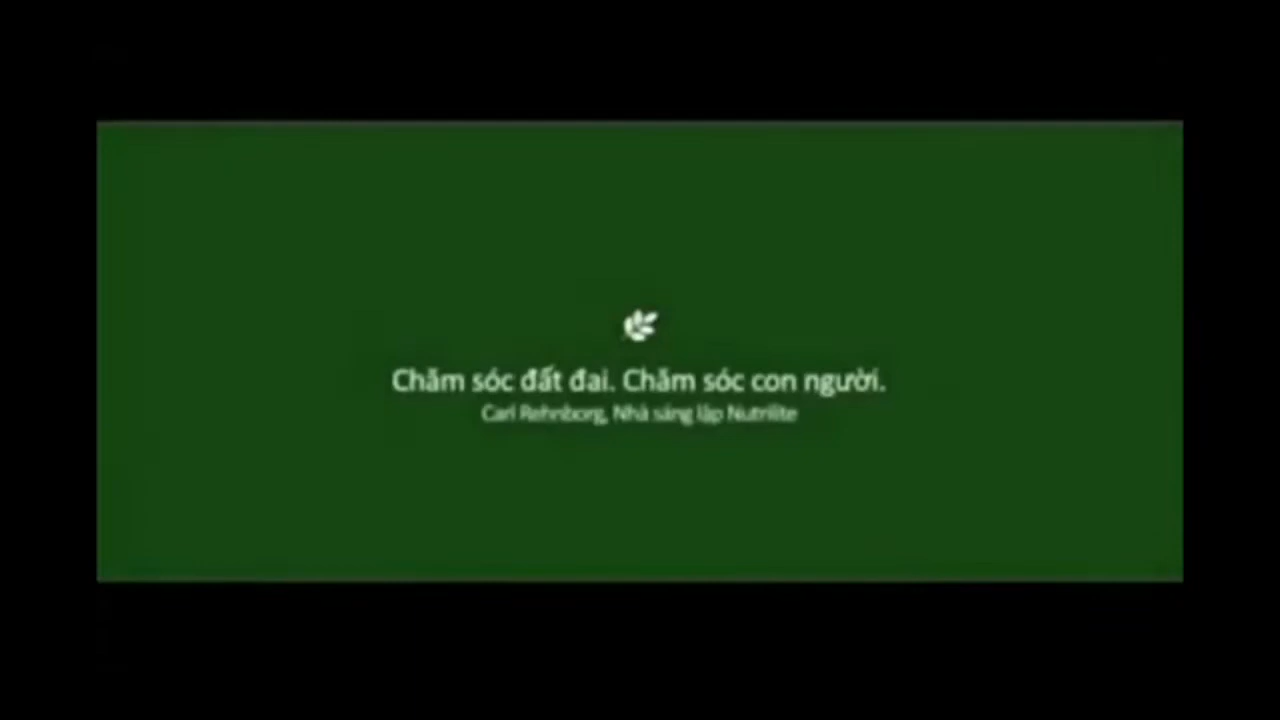 Chăm sóc đất đai. Chăm sóc con người.
Carl Rehnborg, Nhà sáng lập Nutrilite